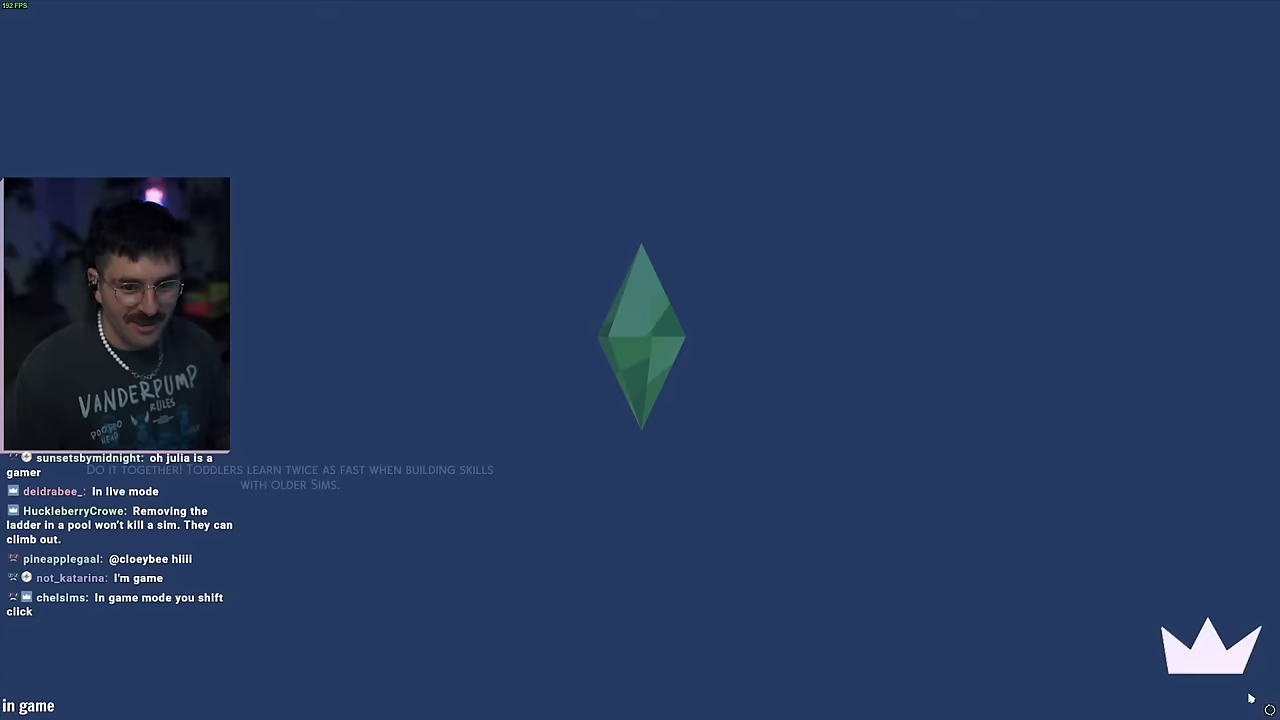 192 FPS
VANDERPUMP
RULES
POODOO
HEAD
sunsetsbymidnight: oh julia is a
gamer
DO IT TOGETHER! TODDLERS LEARN TWICE AS FAST WHEN BUILDING SKILLS
WITH OLDER SIMS.
deidrabee_: In live mode
HuckleberryCrowe: Removing the
ladder in a pool won't kill a sim. They can
climb out.
pineapplegaal: @cloeybee hiiii
not_katarina: I'm game
chelsims: In game mode you shift
click
in game